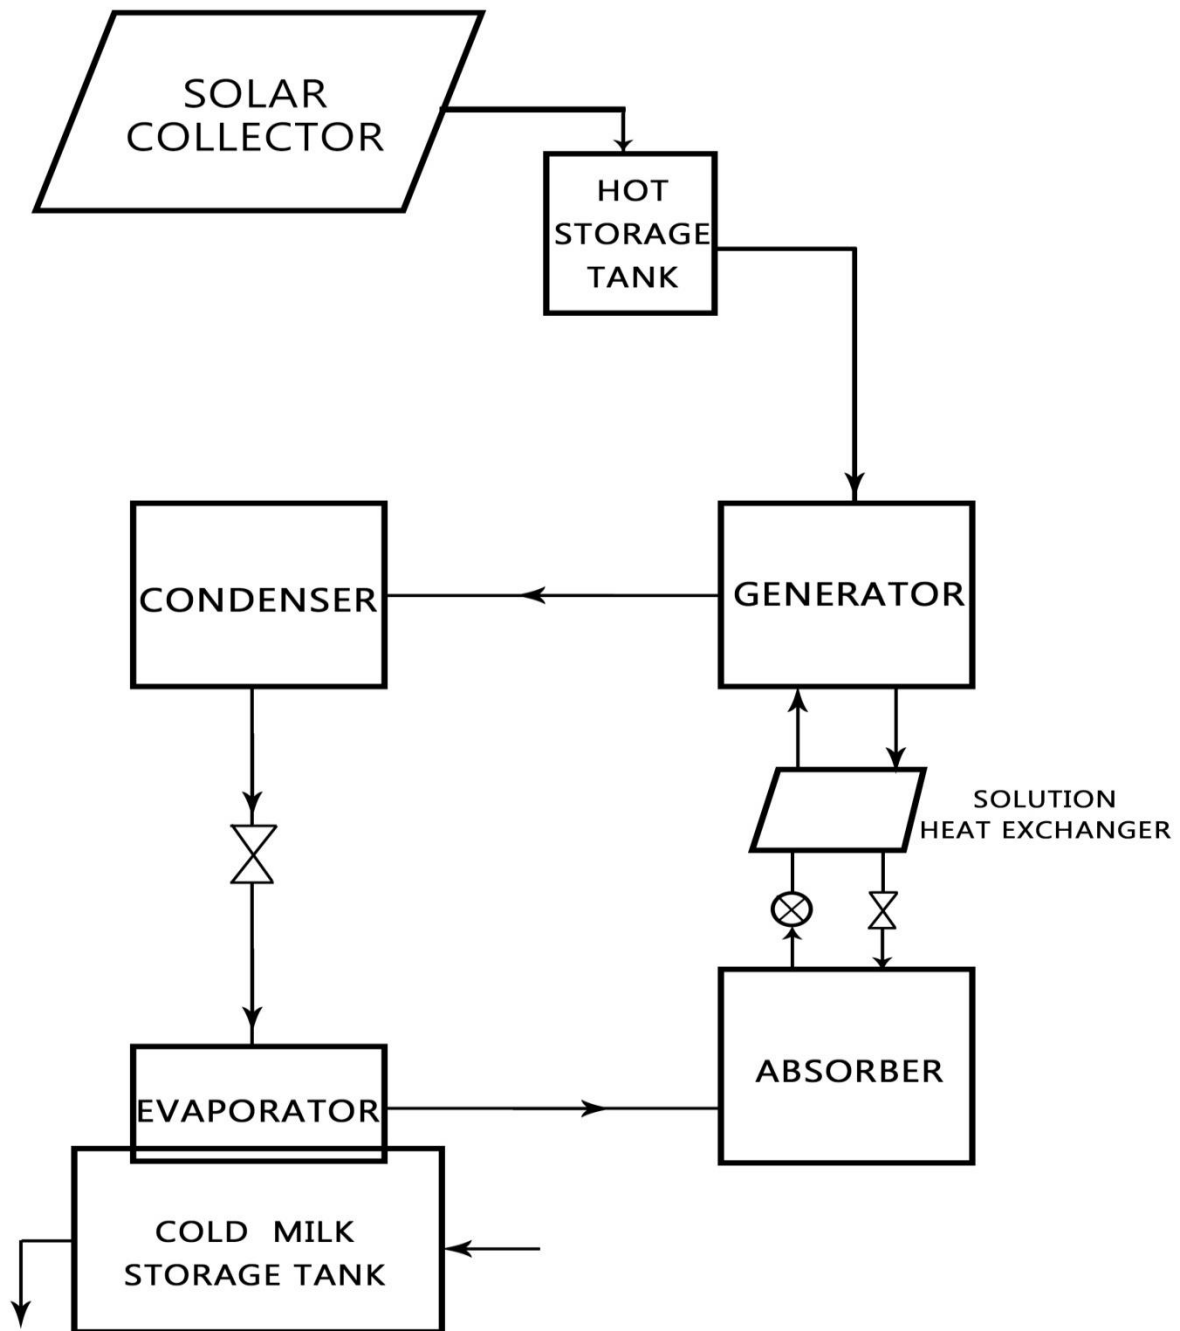 SOLAR
COLLECTOR
HOT
STORAGE
TANK
CONDENSER
GENERATOR
SOLUTION
HEAT EXCHANGER
ABSORBER
EVAPORATOR
COLD MILK
STORAGE TANK